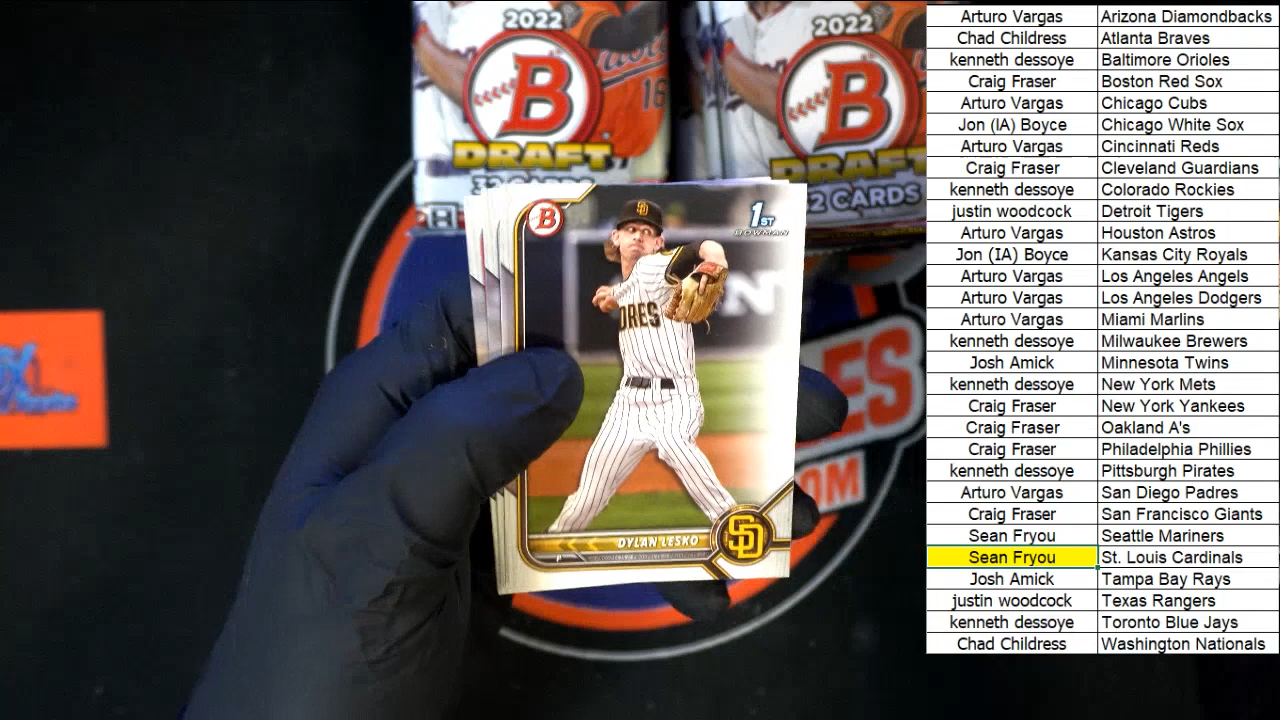 2022
B
DRAFT
32 CARDS
16
2022
B
DRAFT
32 CARDS
B
1ST
BOWMAN
SD
DRES
DYLAN LESKO
P
SD
ES
OM
Arturo Vargas Arizona Diamondbacks
Chad Childress Atlanta Braves
kenneth dessoye Baltimore Orioles
Craig Fraser Boston Red Sox
Arturo Vargas Chicago Cubs
Jon (IA) Boyce Chicago White Sox
Arturo Vargas Cincinnati Reds
Craig Fraser Cleveland Guardians
kenneth dessoye Colorado Rockies
justin woodcock Detroit Tigers
Arturo Vargas Houston Astros
Jon (IA) Boyce Kansas City Royals
Arturo Vargas Los Angeles Angels
Arturo Vargas Los Angeles Dodgers
Arturo Vargas Miami Marlins
kenneth dessoye Milwaukee Brewers
Josh Amick Minnesota Twins
kenneth dessoye New York Mets
Craig Fraser New York Yankees
Craig Fraser Oakland A's
Craig Fraser Philadelphia Phillies
kenneth dessoye Pittsburgh Pirates
Arturo Vargas San Diego Padres
Craig Fraser San Francisco Giants
Sean Fryou Seattle Mariners
Sean Fryou St. Louis Cardinals
Josh Amick Tampa Bay Rays
justin woodcock Texas Rangers
kenneth dessoye Toronto Blue Jays
Chad Childress Washington Nationals